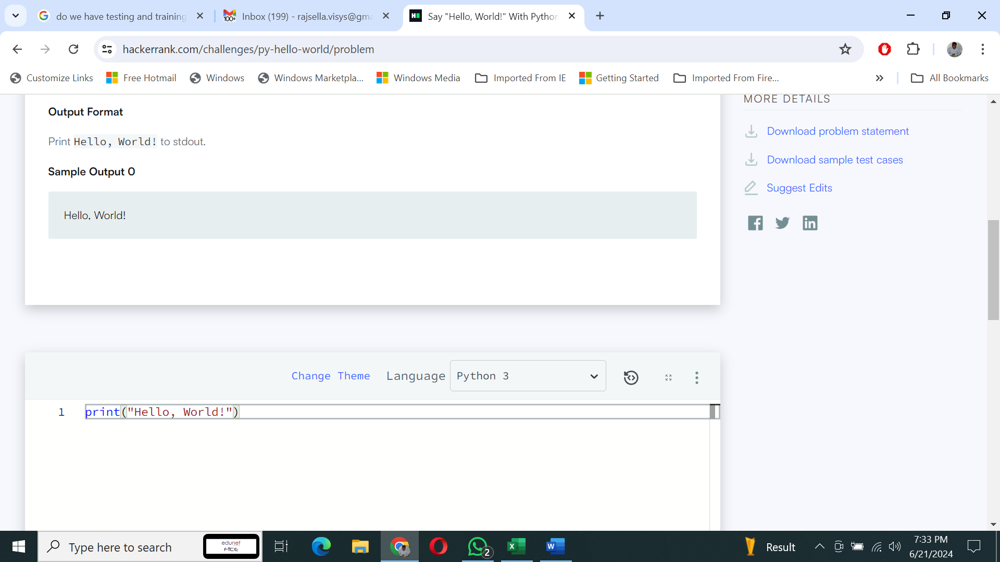 do we have testing and training
Inbox (199) - rajsella.visys@gma
Say "Hello, World!" With Python
hackerrank.com/challenges/py-hello-world/problem
Customize Links
Free Hotmail
Windows
Windows Marketpla...
Windows Media
Imported From IE
Getting Started
Imported From Fire...
All Bookmarks
Output Format
Print Hello, World! to stdout.
Sample Output 0
Hello, World!
MORE DETAILS
Download problem statement
Download sample test cases
Suggest Edits
Change Theme
Language
Python 3
1
print("Hello, World!")
Type here to search
edunet
FICE
2
Result
7:33 PM
6/21/2024